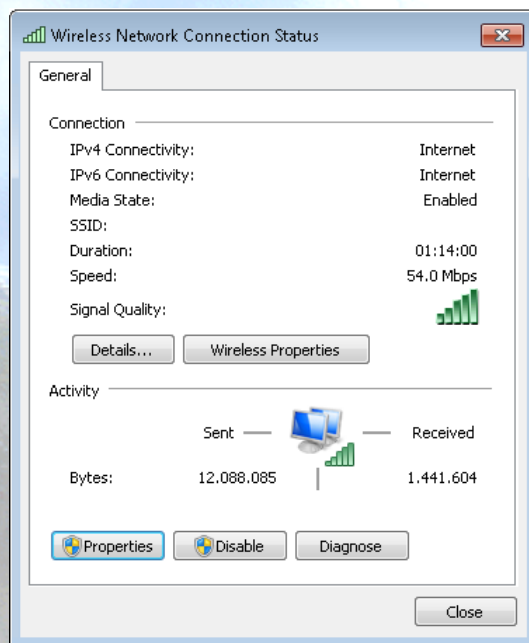 Wireless Network Connection Status
General
Connection
IPv4 Connectivity: Internet
IPv6 Connectivity: Internet
Media State: Enabled
SSID:
Duration: 01:14:00
Speed: 54.0 Mbps
Signal Quality:
Details... Wireless Properties
Activity
Sent Received
Bytes: 12.088.085 1.441.604
Properties Disable Diagnose
Close